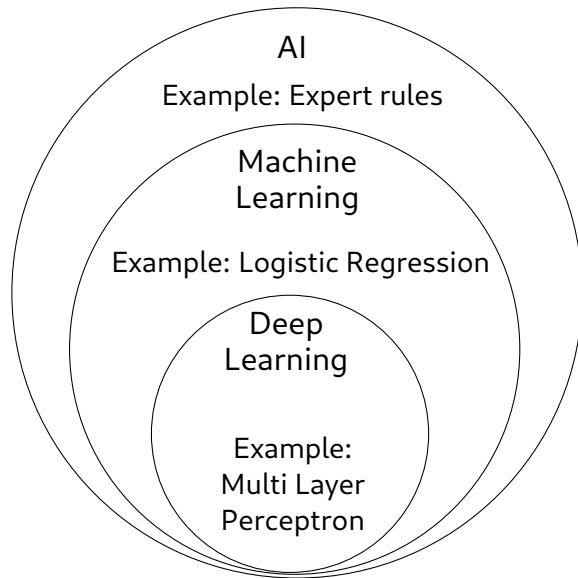 AI
Example: Expert rules
Machine
Learning
Example: Logistic Regression
Deep
Learning
Example:
Multi Layer
Perceptron